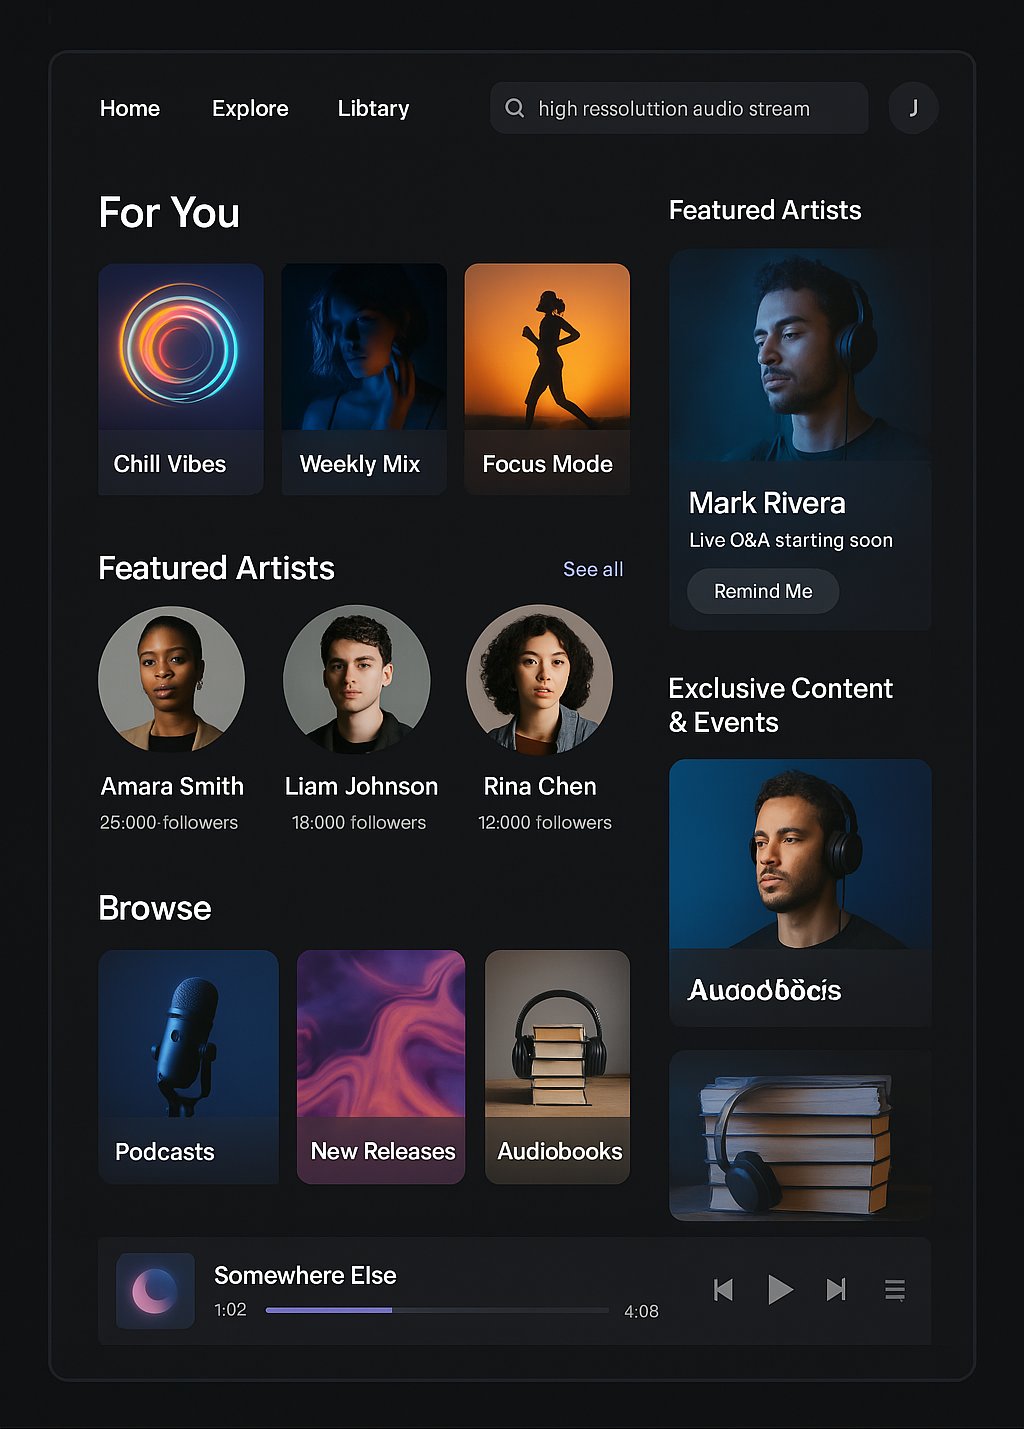 Home
Explore
Libtary
high ressoluttion audio stream
J
For You
Chill Vibes
Weekly Mix
Focus Mode
Featured Artists
See all
Amara Smith
25:000·followers
Liam Johnson
18:000 followers
Rina Chen
12:000 followers
Browse
Podcasts
New Releases
Audiobooks
Featured Artists
Mark Rivera
Live O&A starting soon
Remind Me
Exclusive Content
& Events
Somewhere Else
1:02
4:08